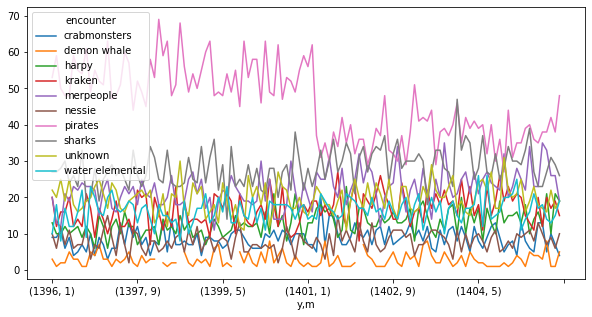 encounter
crabmonsters
demon whale
harpy
kraken
merpeople
nessie
pirates
sharks
unknown
water elemental
70
60
50
40
30
20
10
0
(1396, 1) (1397, 9) (1399, 5) (1401, 1) (1402, 9) (1404, 5)
y,m